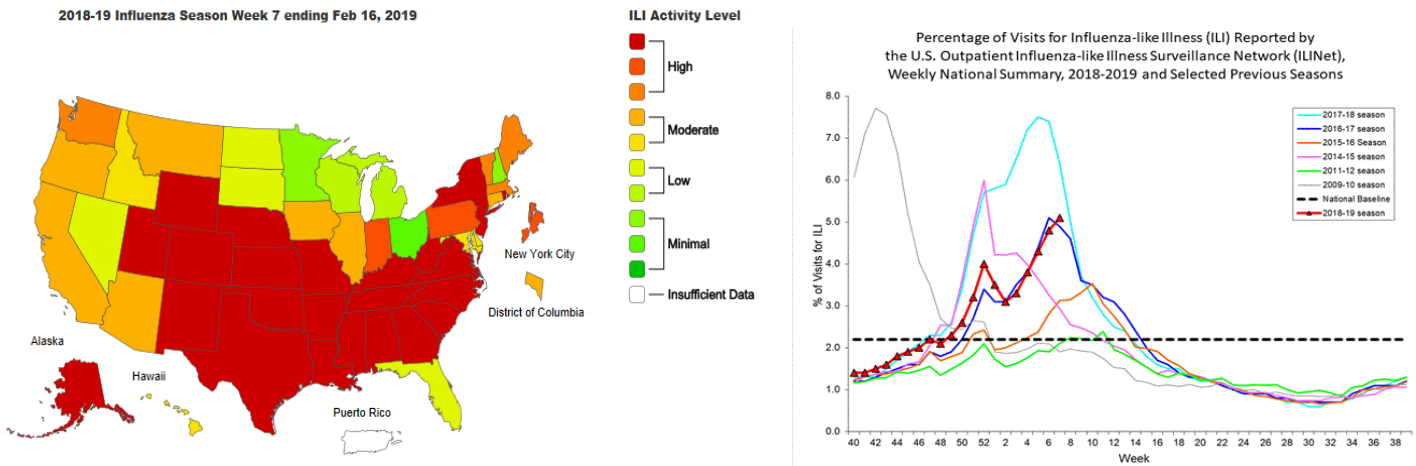 2018-19 Influenza Season Week 7 ending Feb 16, 2019
ILI Activity Level
High
Moderate
Low
Minimal
Insufficient Data
New York City
District of Columbia
Alaska
Hawaii
Puerto Rico
Percentage of Visits for Influenza-like Illness (ILI) Reported by
the U.S. Outpatient Influenza-like Illness Surveillance Network (ILINet),
Weekly National Summary, 2018-2019 and Selected Previous Seasons
% of Visits for ILI
8.0
7.0
6.0
5.0
4.0
3.0
2.0
1.0
0.0
2017-18 season
2016-17 season
2015-16 Season
2014-15 season
2011-12 season
2009-10 season
National Baseline
2018-19 season
40 42 44 46 48 50 52 2 4 6 8 10 12 14 16 18 20 22 24 26 28 30 32 34 36 38
Week